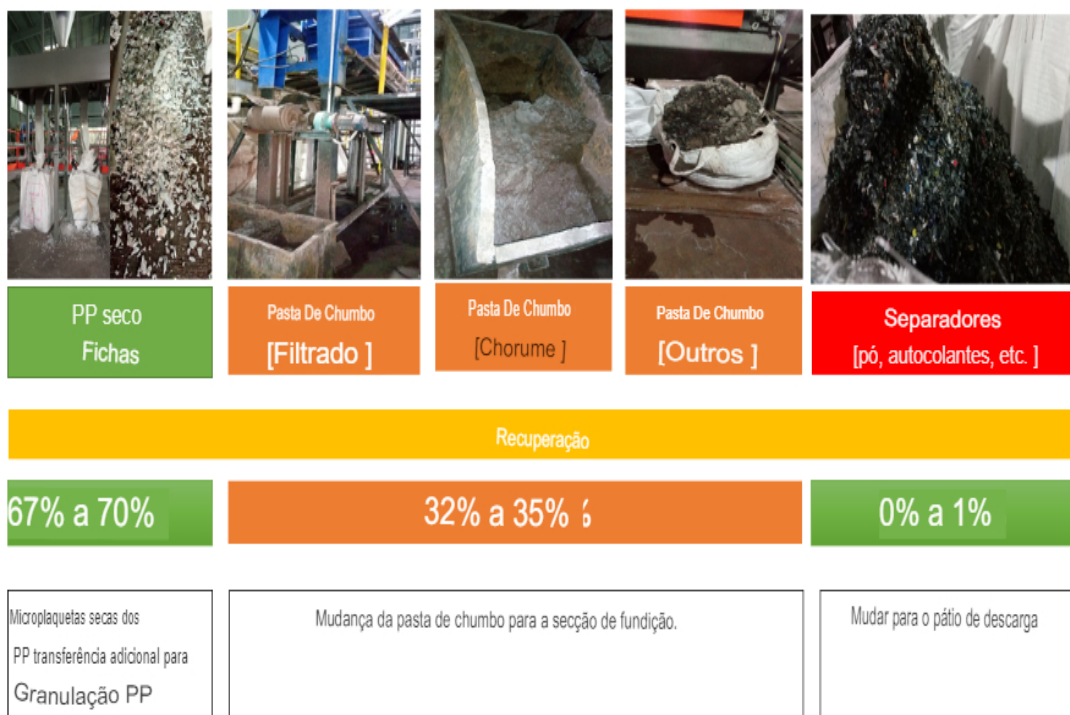 PP seco
Fichas
Pasta De Chumbo
[Filtrado ]
Pasta De Chumbo
[Chorume ]
Pasta De Chumbo
[Outros ]
Separadores
[pó, autocolantes, etc. ]
Recuperação
67% a 70%
32% a 35%
0% a 1%
Microplaquetas secas dos
PP transferência adicional para
Granulação PP
Mudança da pasta de chumbo para a secção de fundição.
Mudar para o pátio de descarga